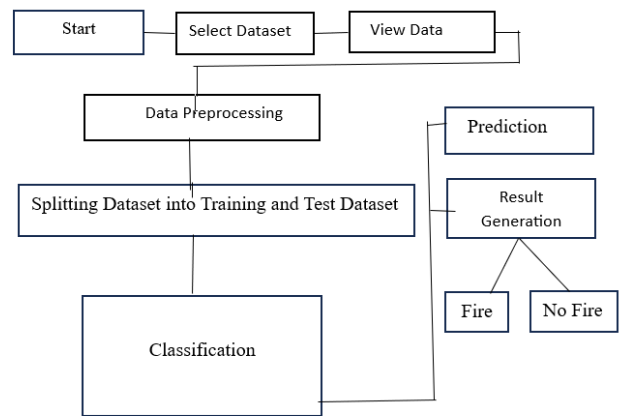 Start
Select Dataset
View Data
Data Preprocessing
Splitting Dataset into Training and Test Dataset
Classification
Prediction
Result
Generation
Fire
No Fire